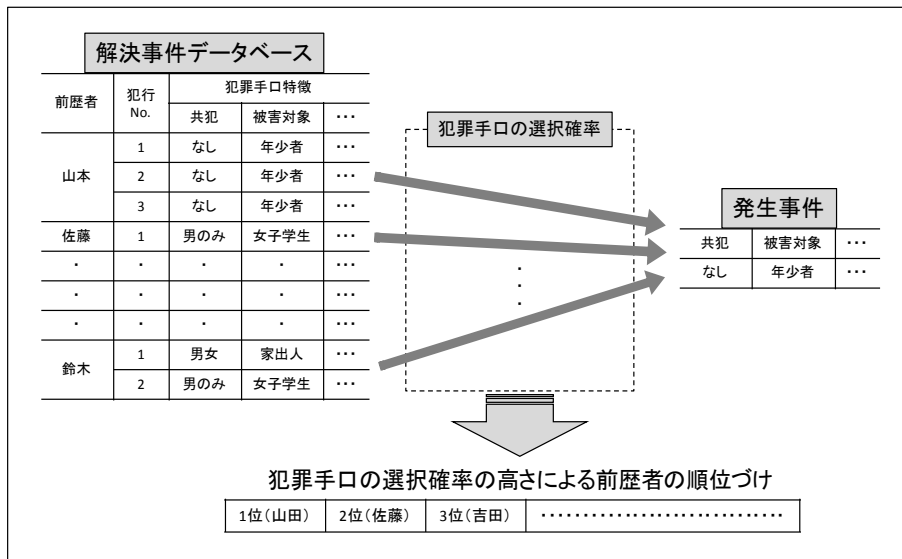 解決事件データベース
前歴者 犯行No. 犯罪手口特徴
共犯 被害対象 ･･･
山本 1 なし 年少者 ･･･
2 なし 年少者 ･･･
3 なし 年少者 ･･･
佐藤 1 男のみ 女子学生 ･･･
・ ・ ・ ・ ･･･
・ ・ ・ ・ ･･･
・ ・ ・ ・ ･･･
鈴木 1 男女 家出人 ･･･
2 男のみ 女子学生 ･･･
犯罪手口の選択確率
・
・
・
発生事件
共犯 被害対象 ･･･
なし 年少者 ･･･
犯罪手口の選択確率の高さによる前歴者の順位づけ
1位(山田) 2位(佐藤) 3位(吉田) ･･････････････････････････････